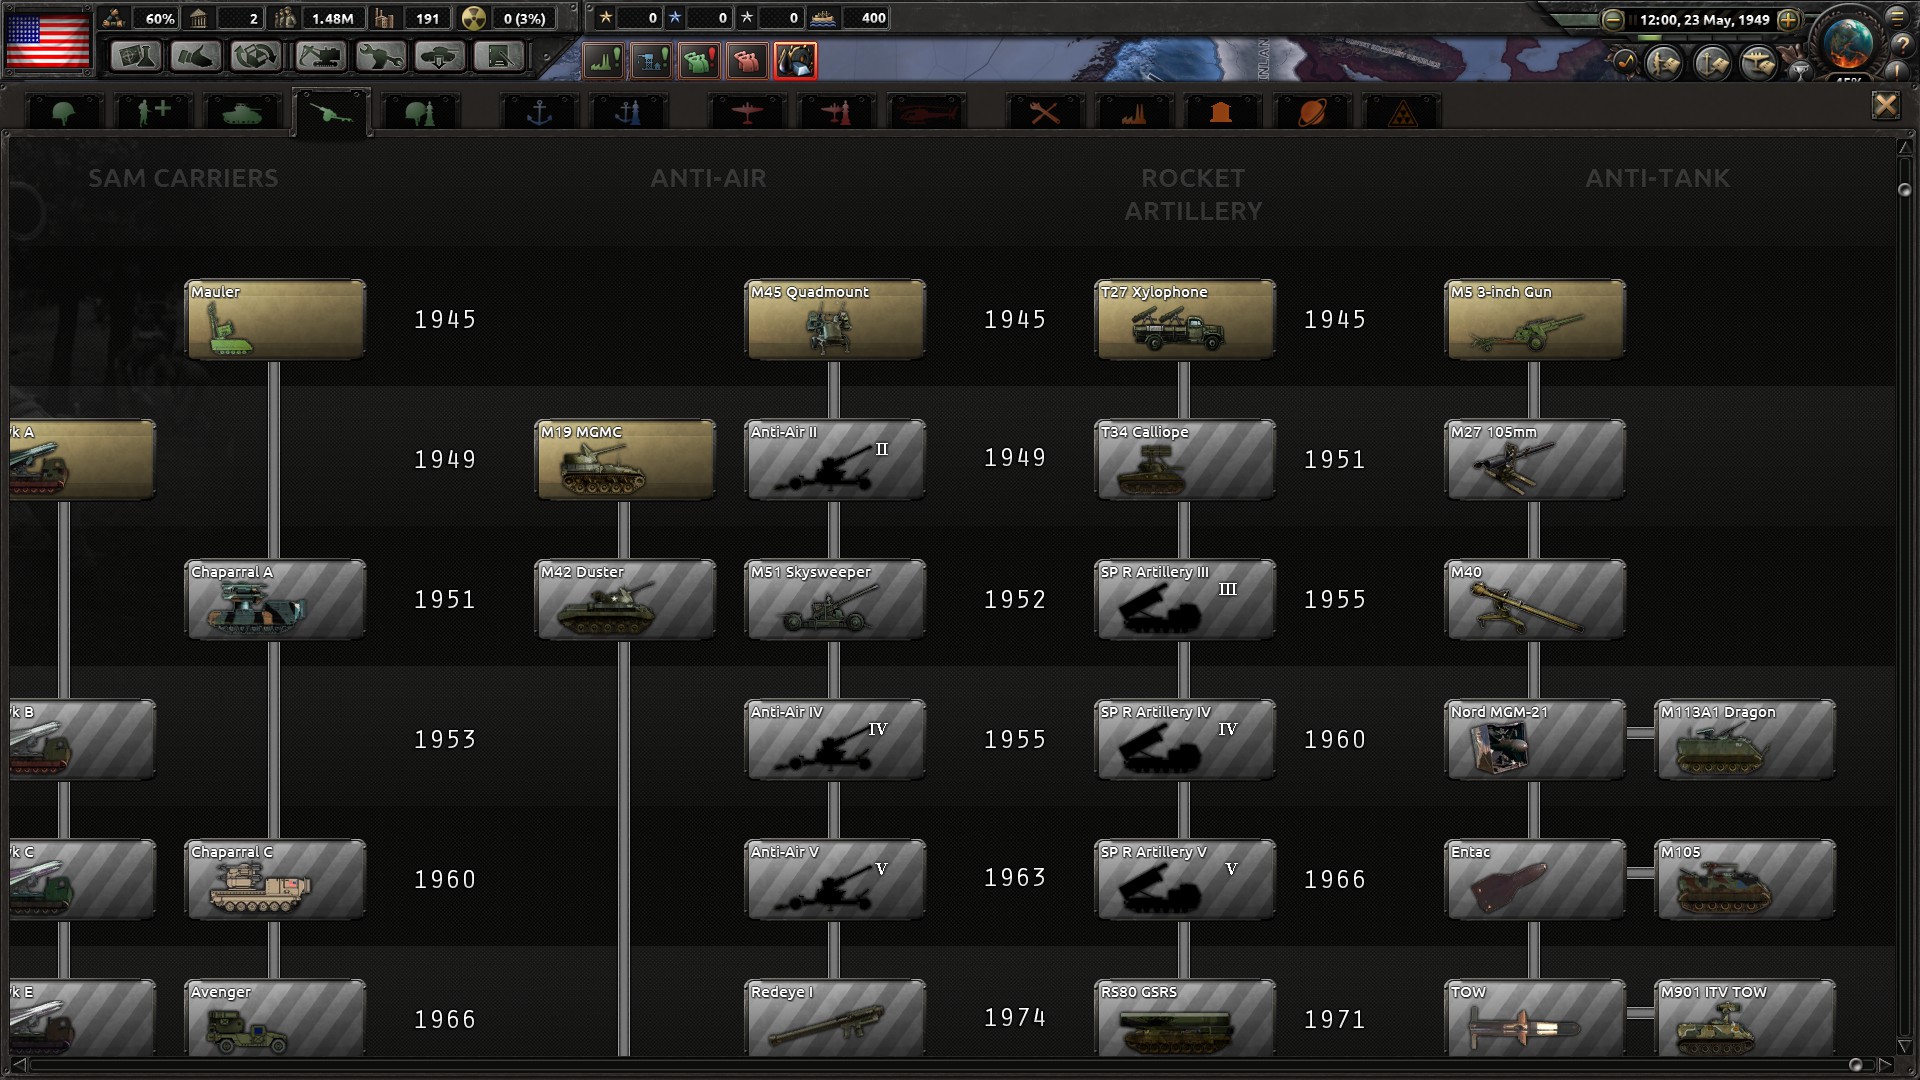 60%
2
1.48M
191
0 (3%)
0
0
0
400
12:00, 23 May, 1949
SAM CARRIERS
ANTI-AIR
ROCKET
ARTILLERY
ANTI-TANK
Mauler
1945
M45 Quadmount
1945
T27 Xylophone
1945
M5 3-inch Gun
k A
1949
M19 MGMC
Anti-Air II
II
1949
T34 Calliope
1951
M27 105mm
Chaparral A
1951
M42 Duster
M51 Skysweeper
1952
SP R Artillery III
III
1955
M40
k B
1953
Anti-Air IV
IV
1955
SP R Artillery IV
IV
1960
Nord MGM-21
M113A1 Dragon
k C
Chaparral C
1960
Anti-Air V
V
1963
SP R Artillery V
V
1966
Entac
M105
k E
Avenger
1966
Redeye I
1974
RS80 GSRS
1971
TOW
M901 ITV TOW